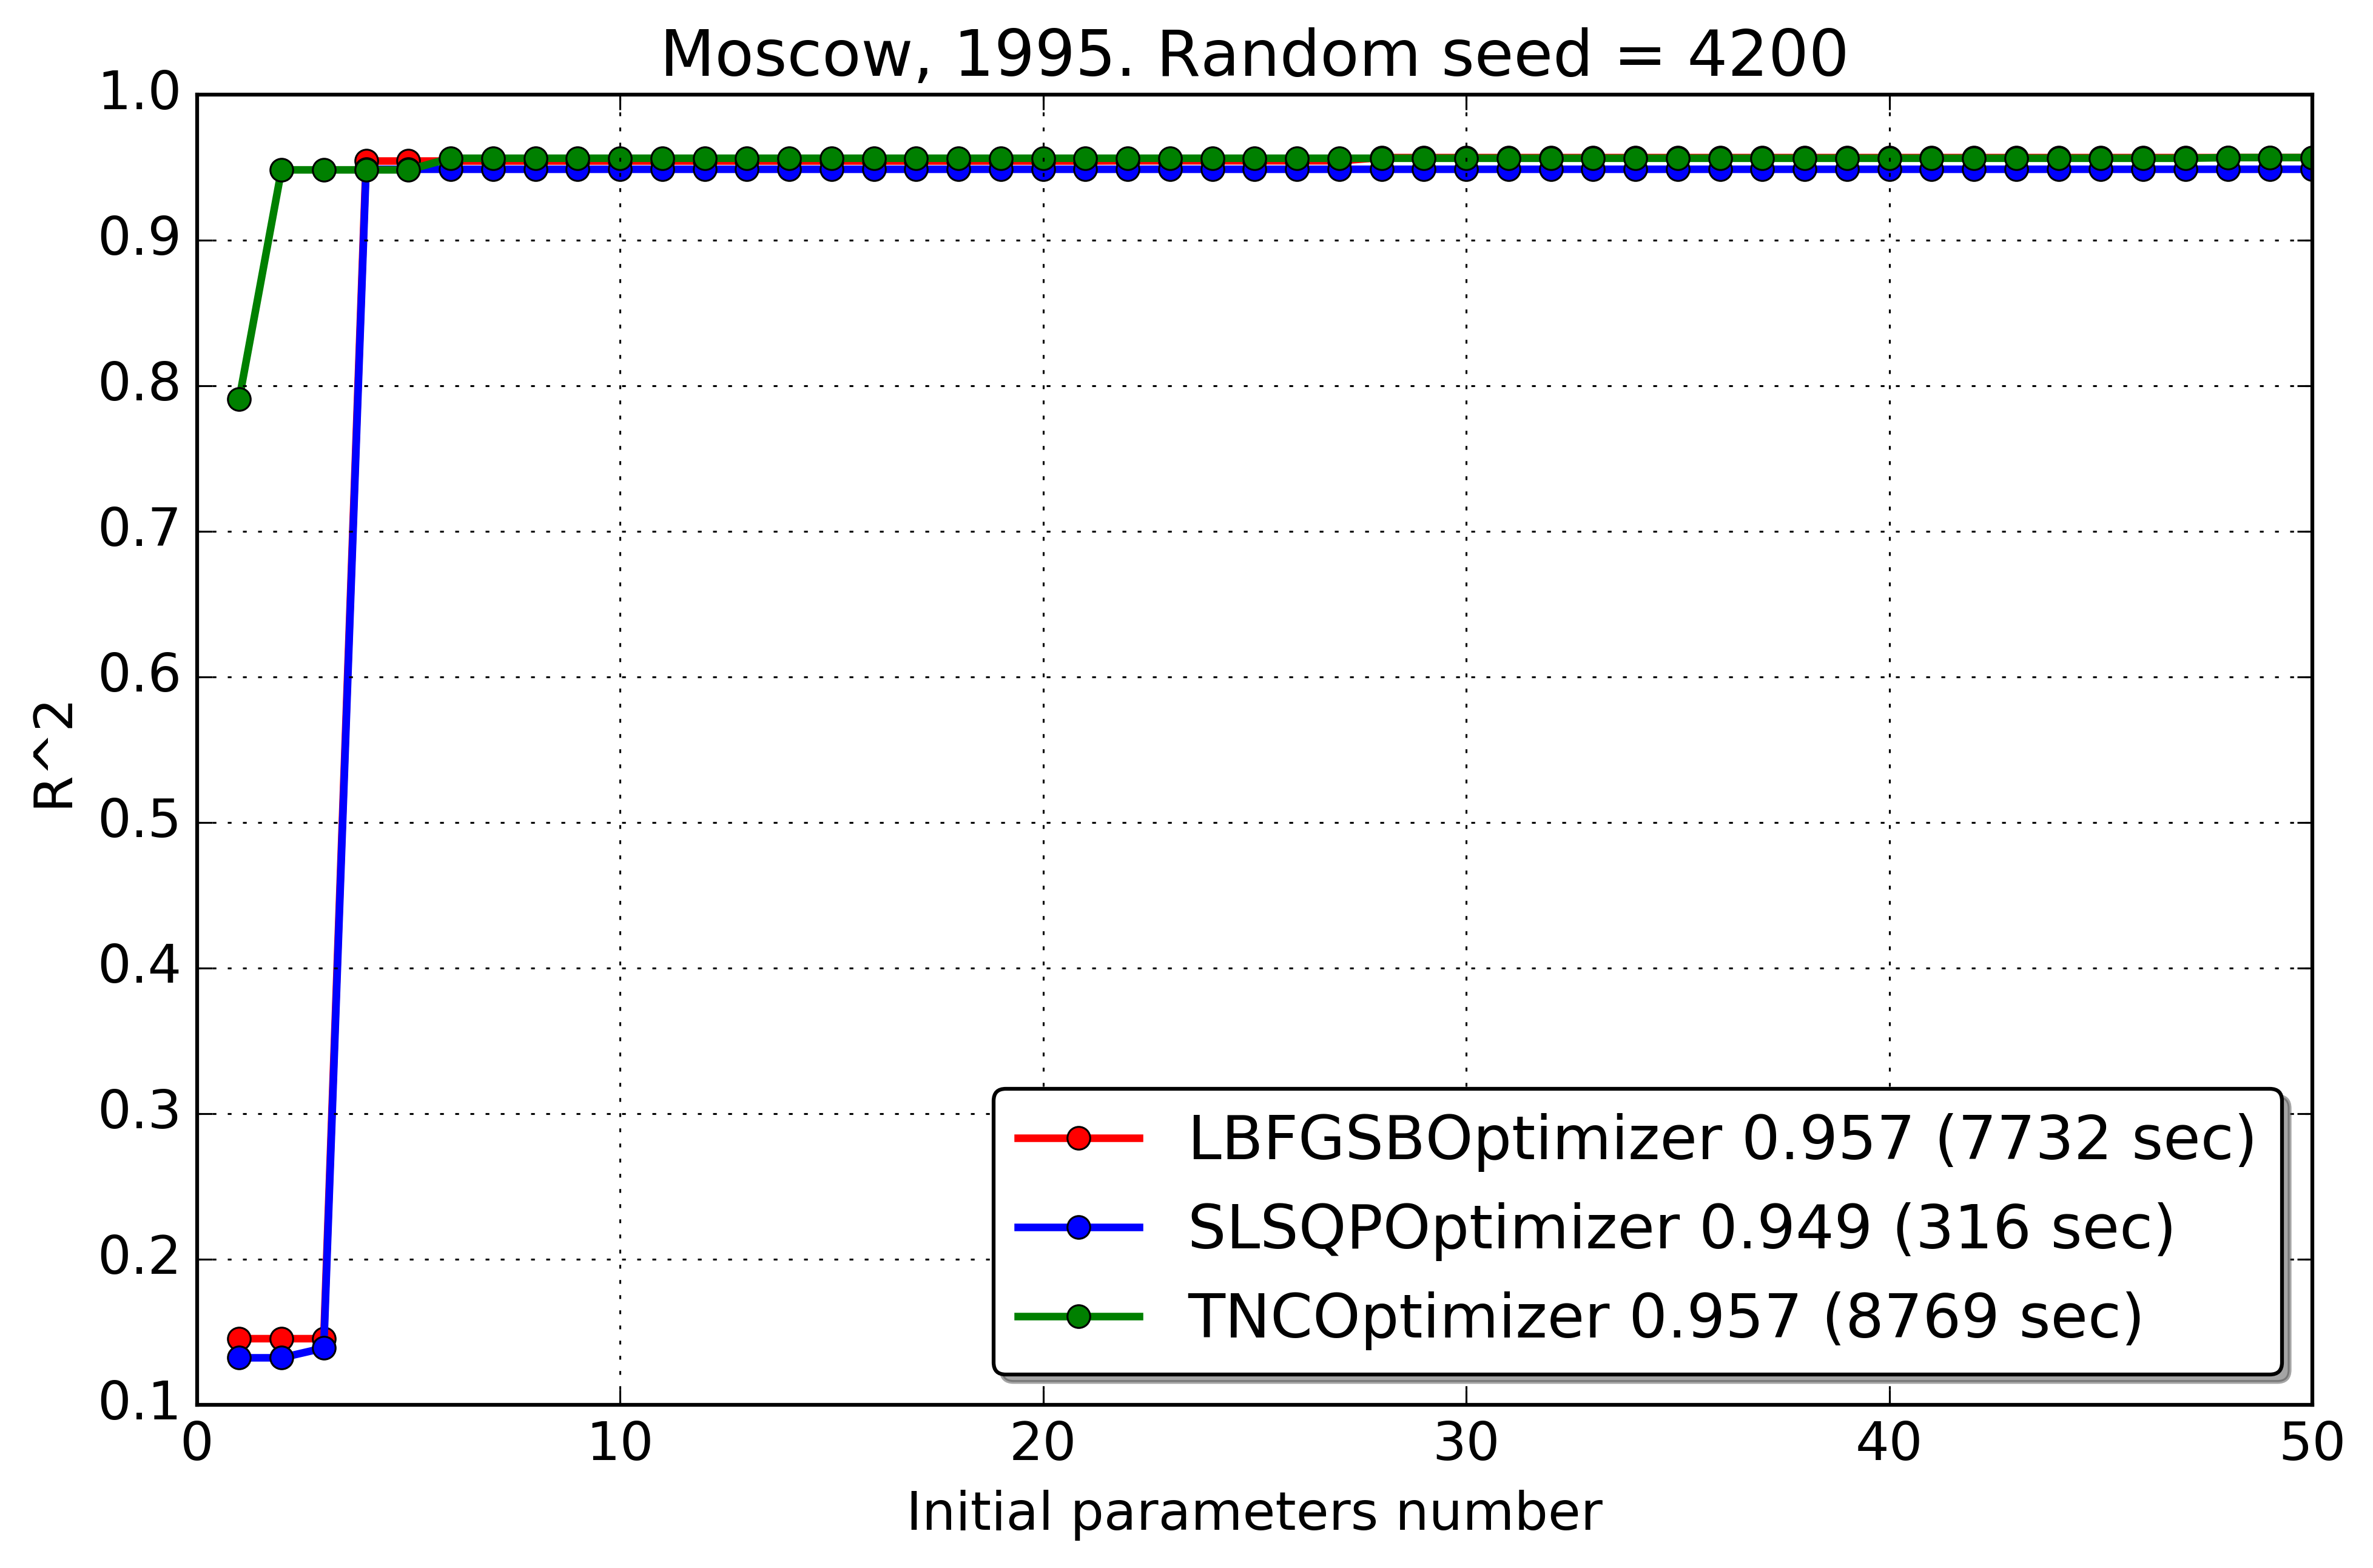 Moscow, 1995. Random seed = 4200
1.0
0.9
0.8
0.7
0.6
0.5
0.4
0.3
0.2
0.1
R^2
LBFGSBOptimizer 0.957 (7732 sec)
SLSQPOptimizer 0.949 (316 sec)
TNCOptimizer 0.957 (8769 sec)
0 10 20 30 40 50
Initial parameters number